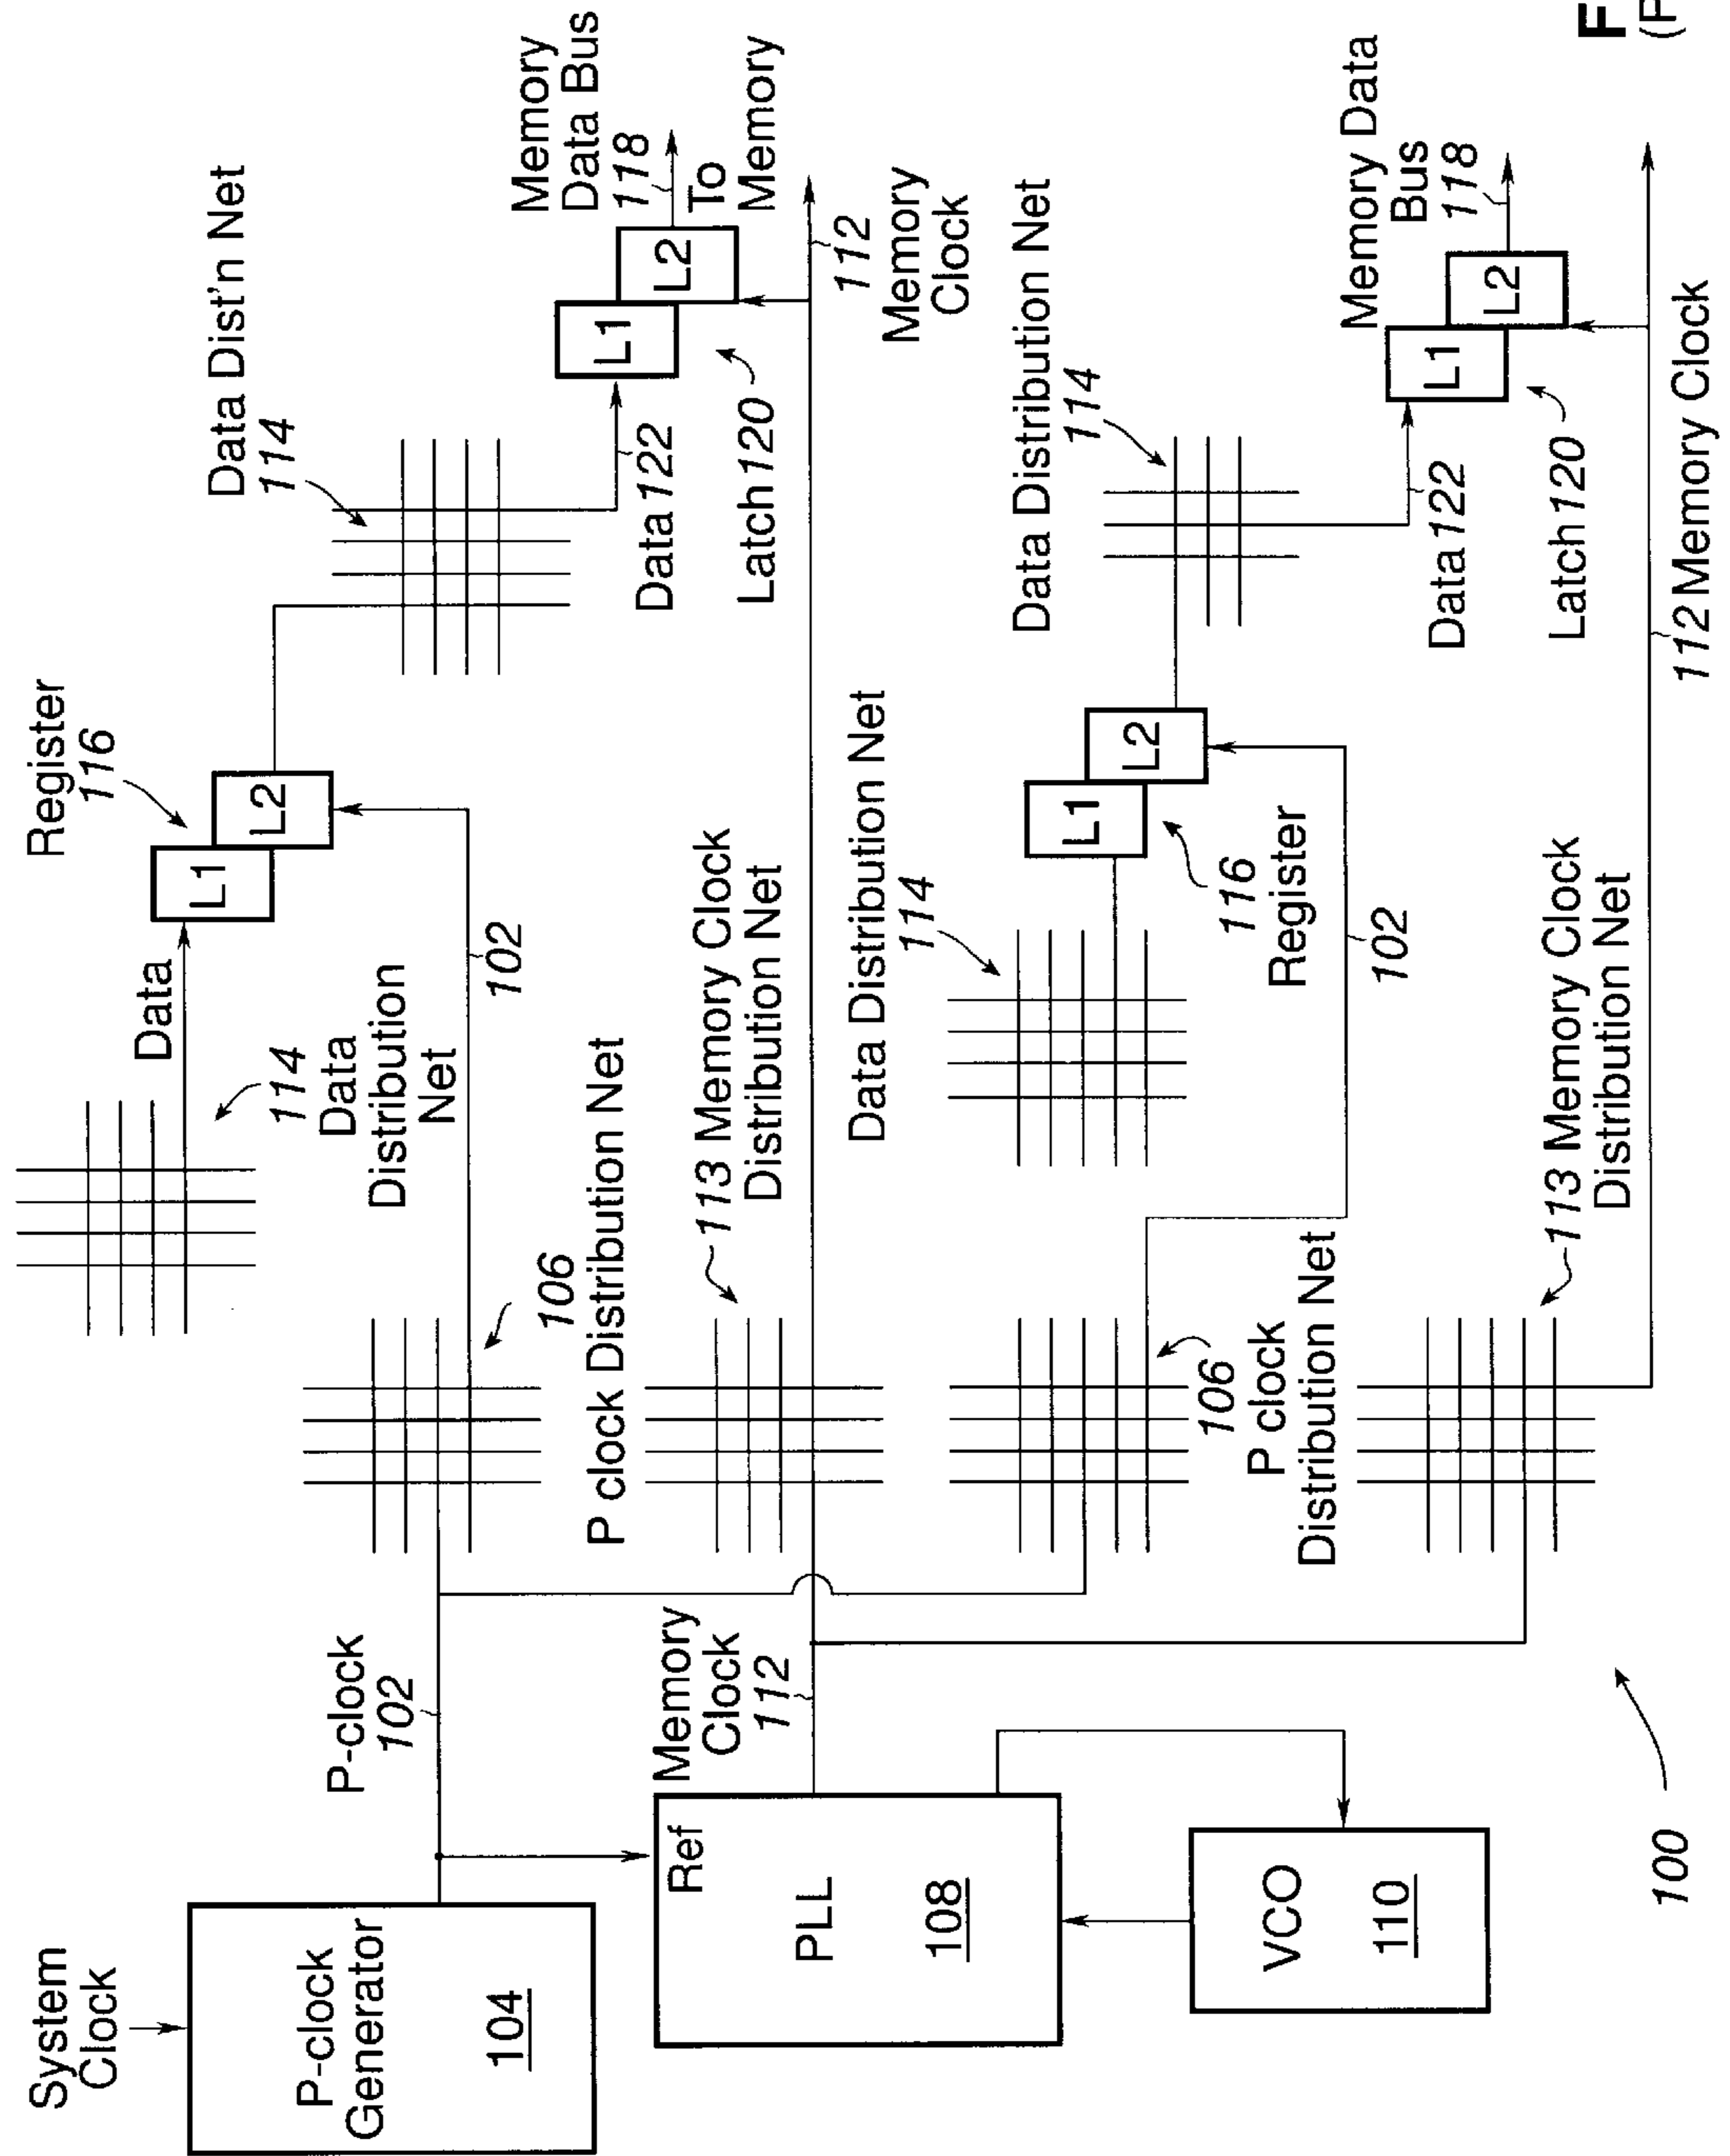 System
Clock
P-clock
Generator
104
P-clock
102
Ref
PLL
108
VCO
110
Memory
Clock
112
100
106
P clock Distribution Net
113 Memory Clock
Distribution Net
106
P clock
Distribution Net
113 Memory Clock
Distribution Net
Data
114
Data
Distribution
Net
102
Register
116
L1
L2
Data Distribution Net
114
L1
L2
116
Register
102
Data Dist'n Net
114
Data 122
L1
L2
Latch 120
Memory
Data Bus
118
To
Memory
112
Memory
Clock
Data Distribution Net
114
Data 122
L1
L2
Latch 120
Memory Data
Bus
118
112 Memory Clock
F
(P